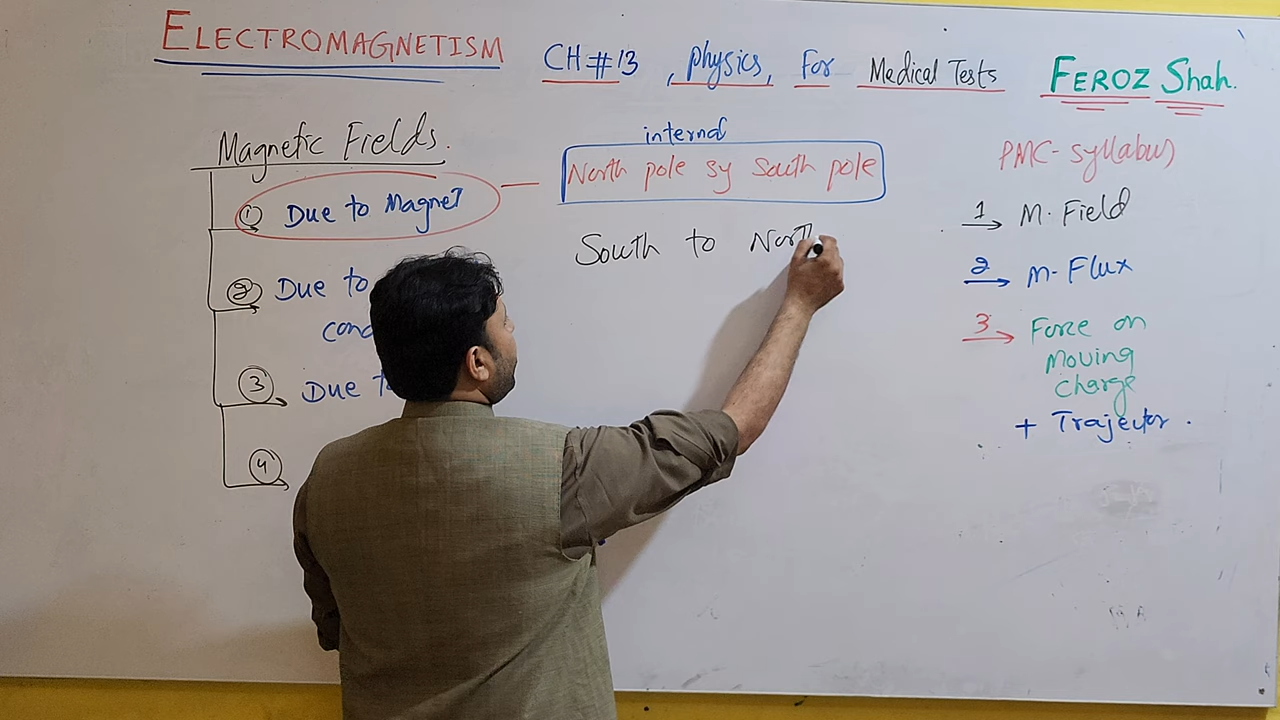 ELECTROMAGNETISM
CH#13, Physics, For Medical Tests
FEROZ Shah.
Magnetic Fields.
① Due to Magnet
② Due to
③ Due
④
internal
North pole sy South pole
South to North
PMC-syllabus
1 M. Field
2 M-Flux
3 Force on
Moving
charge
+ Trajector.